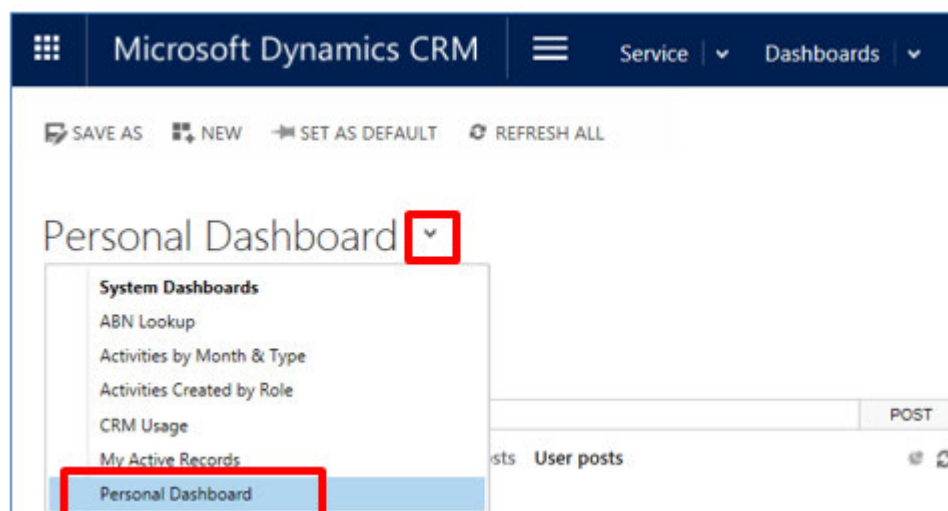 Microsoft Dynamics CRM Service Dashboards
SAVE AS NEW SET AS DEFAULT REFRESH ALL
Personal Dashboard
System Dashboards
ABN Lookup
Activities by Month & Type
Activities Created by Role
CRM Usage
POST
My Active Records
User posts
Personal Dashboard